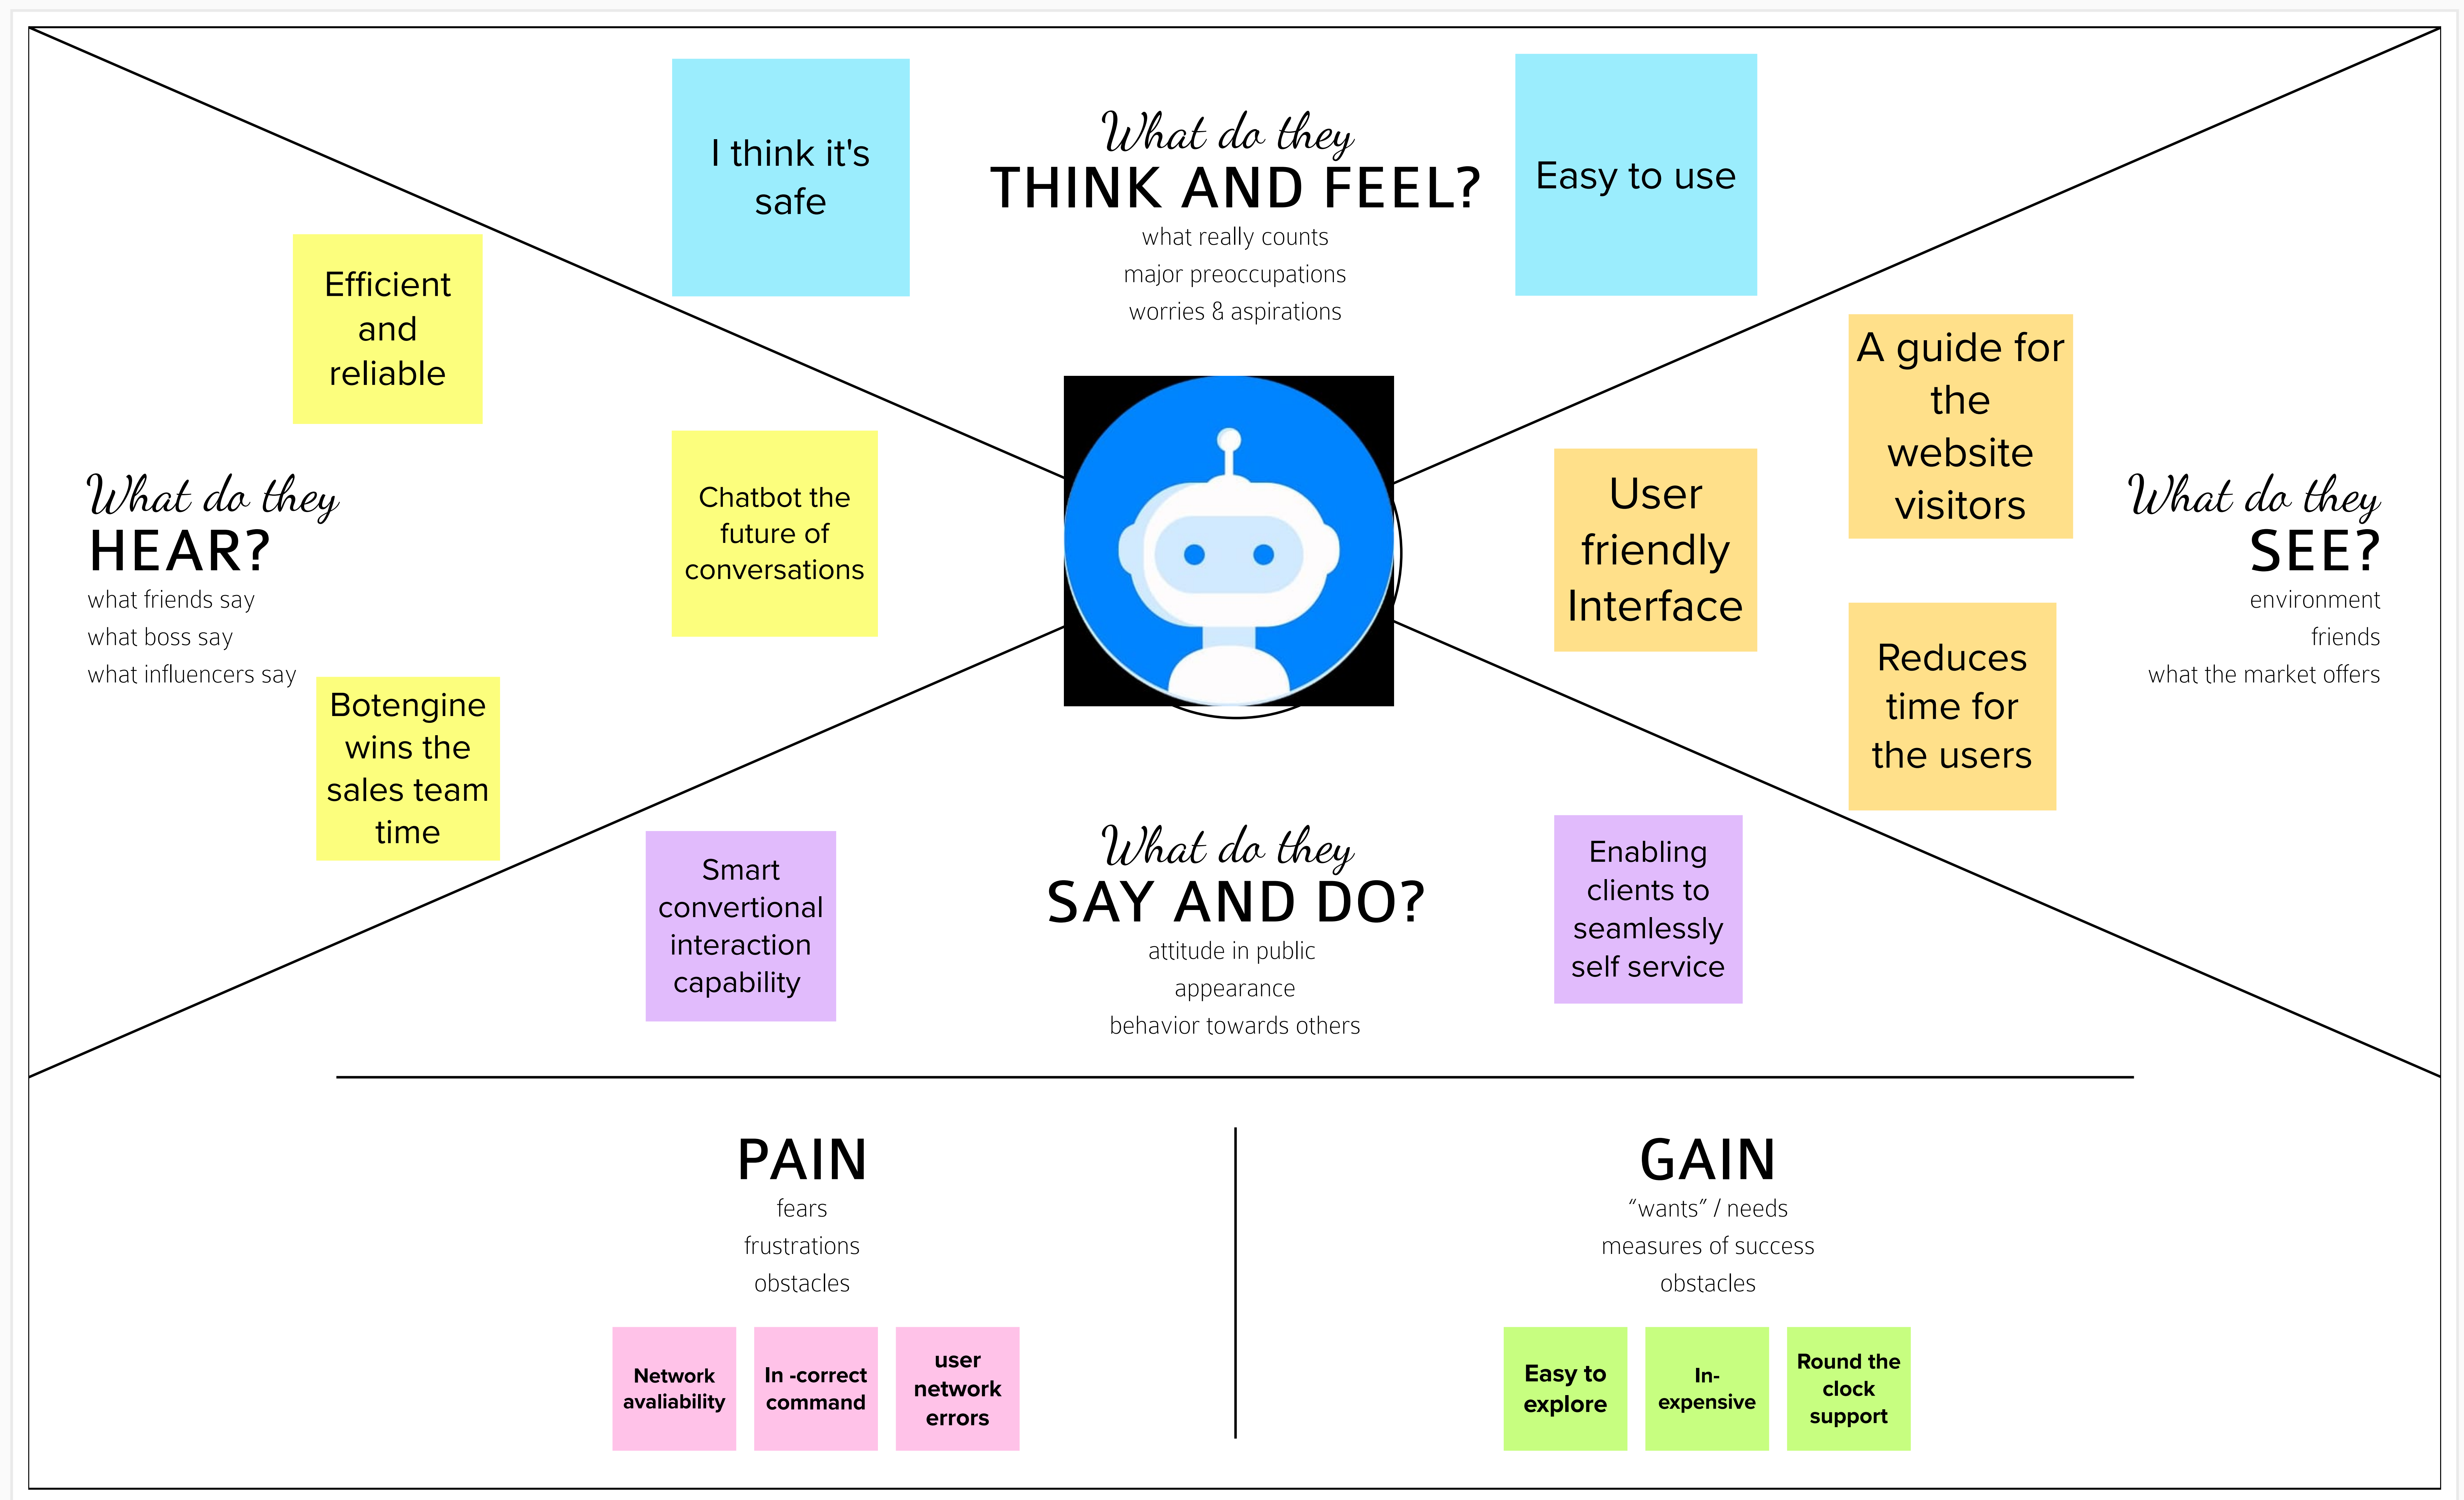 What do they
THINK AND FEEL?
what really counts
major preoccupations
worries & aspirations
I think it's
safe
Easy to use
What do they
HEAR?
what friends say
what boss say
what influencers say
Efficient
and
reliable
Chatbot the
future of
conversations
Botengine
wins the
sales team
time
What do they
SEE?
environment
friends
what the market offers
A guide for
the
website
visitors
User
friendly
Interface
Reduces
time for
the users
What do they
SAY AND DO?
attitude in public
appearance
behavior towards others
Smart
convertional
interaction
capability
Enabling
clients to
seamlessly
self service
PAIN
fears
frustrations
obstacles
Network
avaliability
In -correct
command
user
network
errors
GAIN
“wants” / needs
measures of success
obstacles
Easy to
explore
In-
expensive
Round the
clock
support